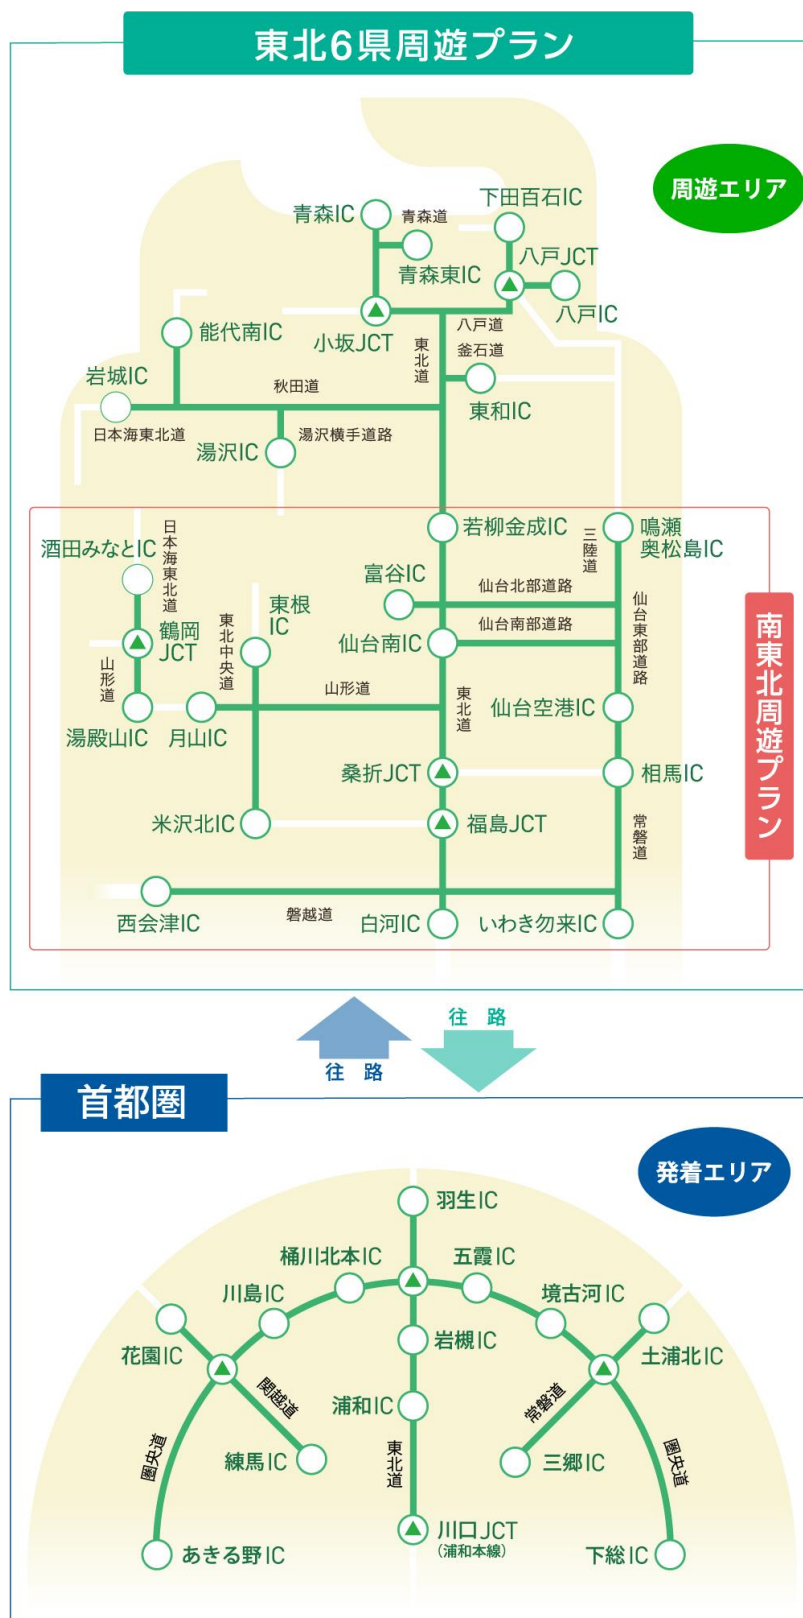 東北6県周遊プラン
周遊エリア
下田百石IC
青森IC
青森道
青森東IC
八戸JCT
八戸IC
能代南IC
小坂JCT
八戸道
東北道
釜石道
岩城IC
秋田道
東和IC
日本海東北道
湯沢横手道路
湯沢IC
若柳金成IC
鳴瀬
奥松島IC
三陸道
日本海東北道
酒田みなとIC
富谷IC
仙台北部道路
東根
IC
東北中央道
仙台南部道路
仙台東部道路
鶴岡
JCT
仙台南IC
山形道
山形道
東北道
仙台空港IC
湯殿山IC
月山IC
桑折JCT
相馬IC
米沢北IC
福島JCT
常磐道
西会津IC
磐越道
白河IC
いわき勿来IC
南東北周遊プラン
往 路
往 路
首都圏
発着エリア
羽生IC
桶川北本IC
五霞IC
川島IC
境古河IC
花園IC
岩槻IC
土浦北IC
関越道
浦和IC
常磐道
圏央道
練馬IC
東北道
三郷IC
圏央道
川口JCT
(浦和本線)
あきる野IC
下総IC